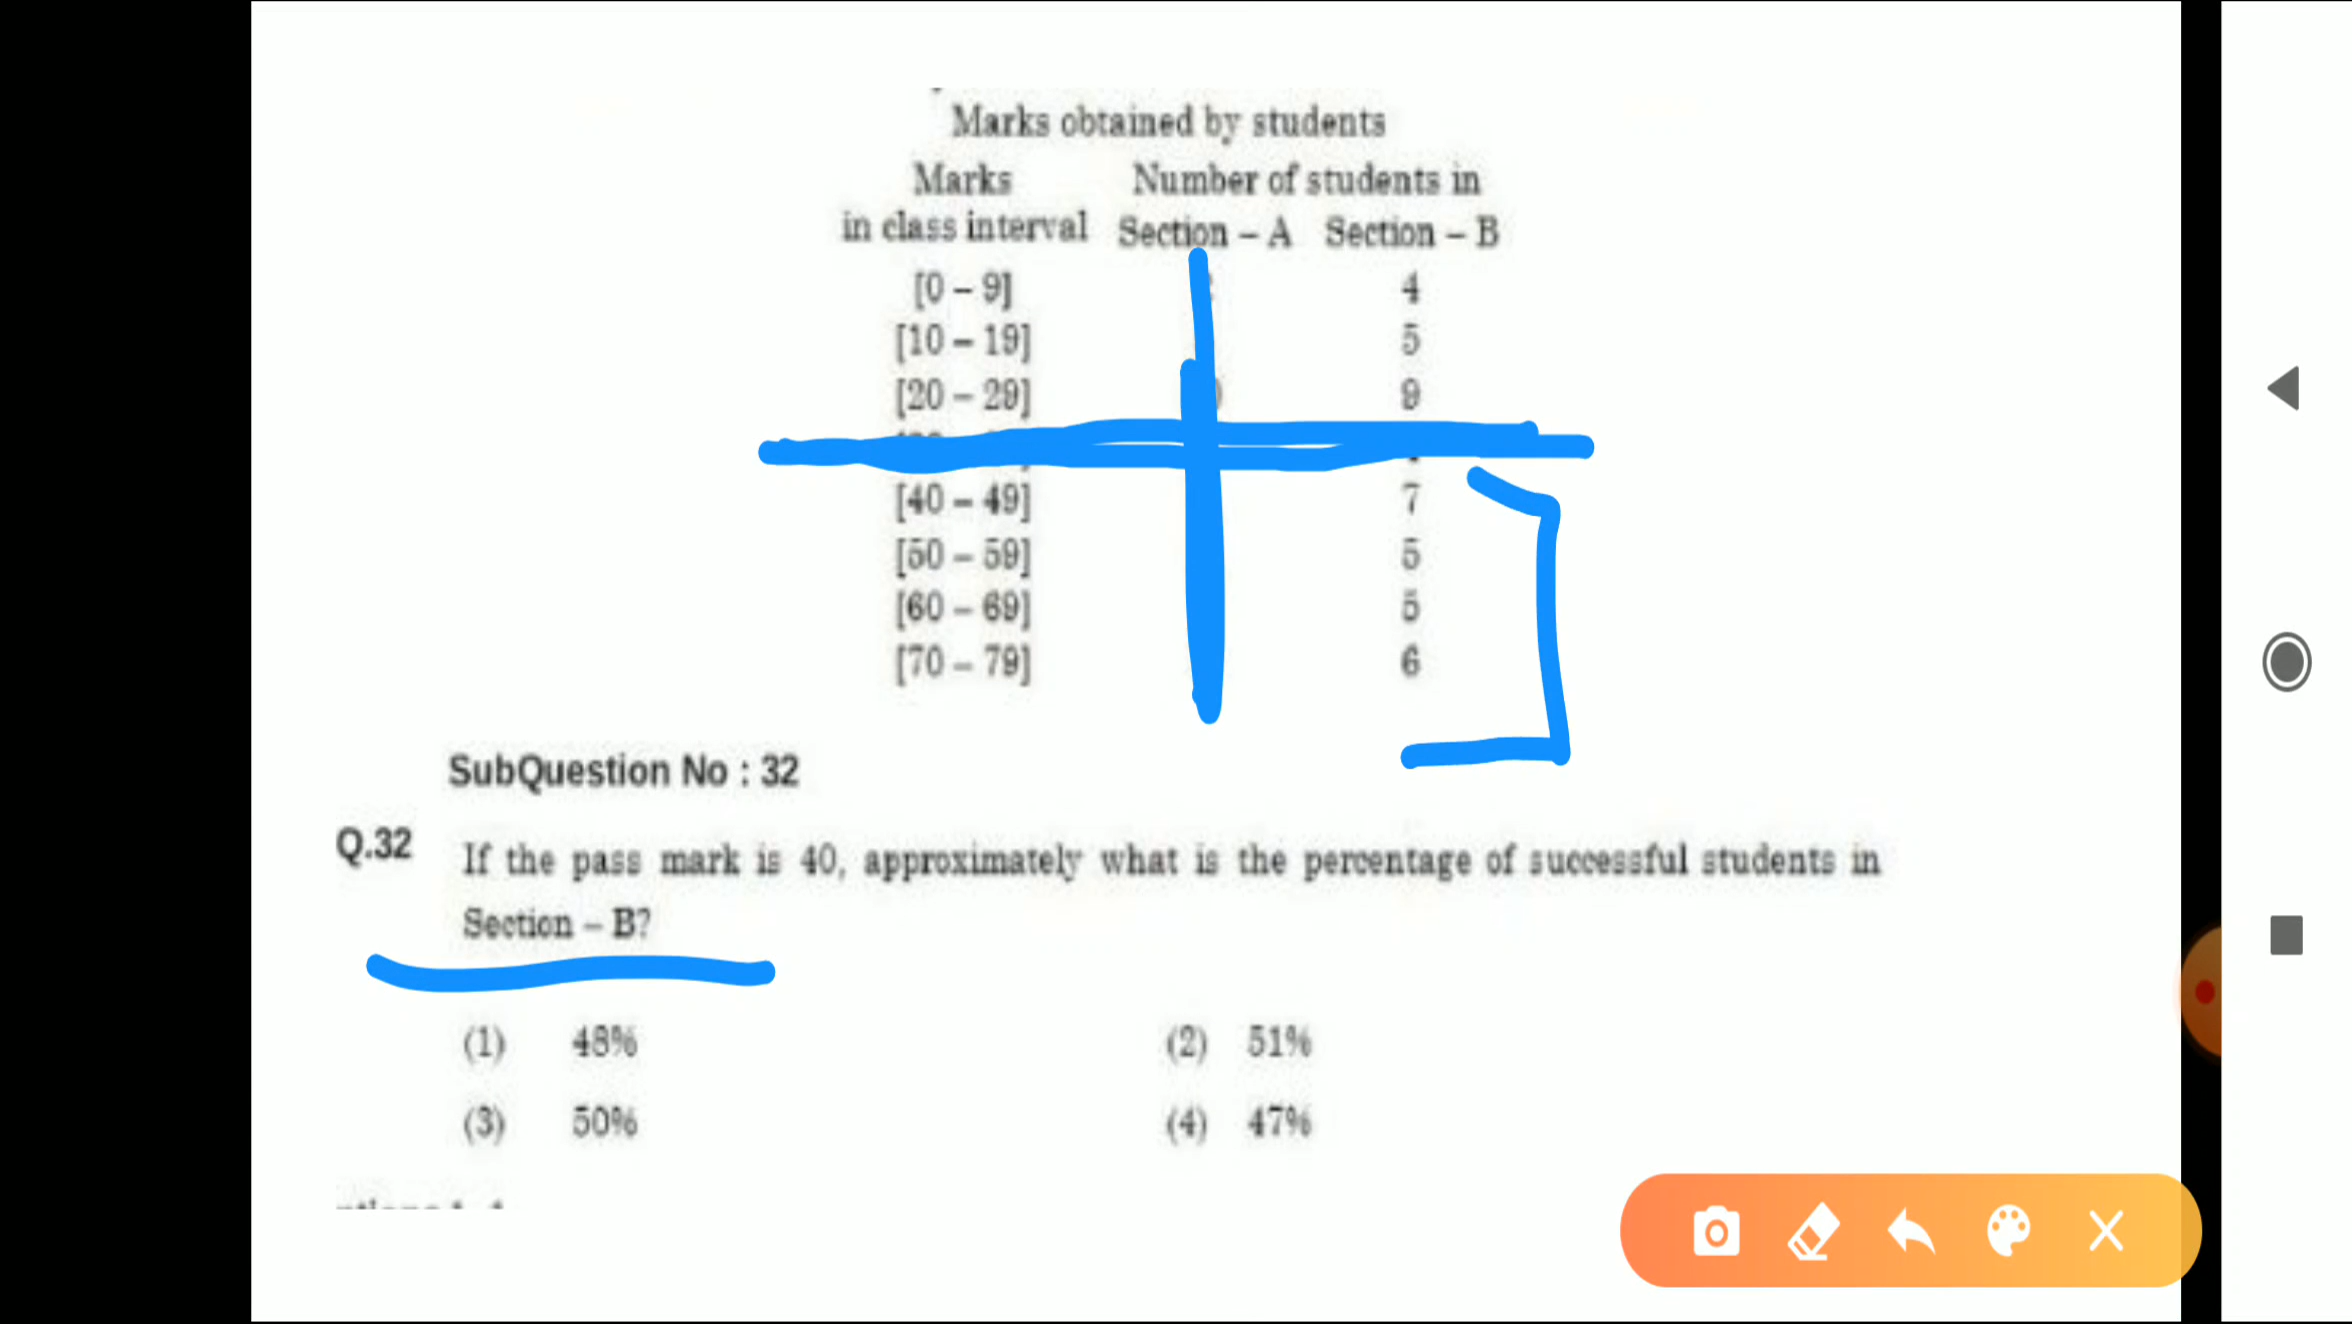 Marks obtained by students
Marks Number of students in
in class interval Section – A Section – B
[0 – 9] 4
[10 – 19] 5
[20 – 29] 9
[40 – 49] 7
[50 – 59] 5
[60 – 69] 5
[70 – 79] 6
SubQuestion No : 32
Q.32 If the pass mark is 40, approximately what is the percentage of successful students in
Section – B?
(1) 48% (2) 51%
(3) 50% (4) 47%